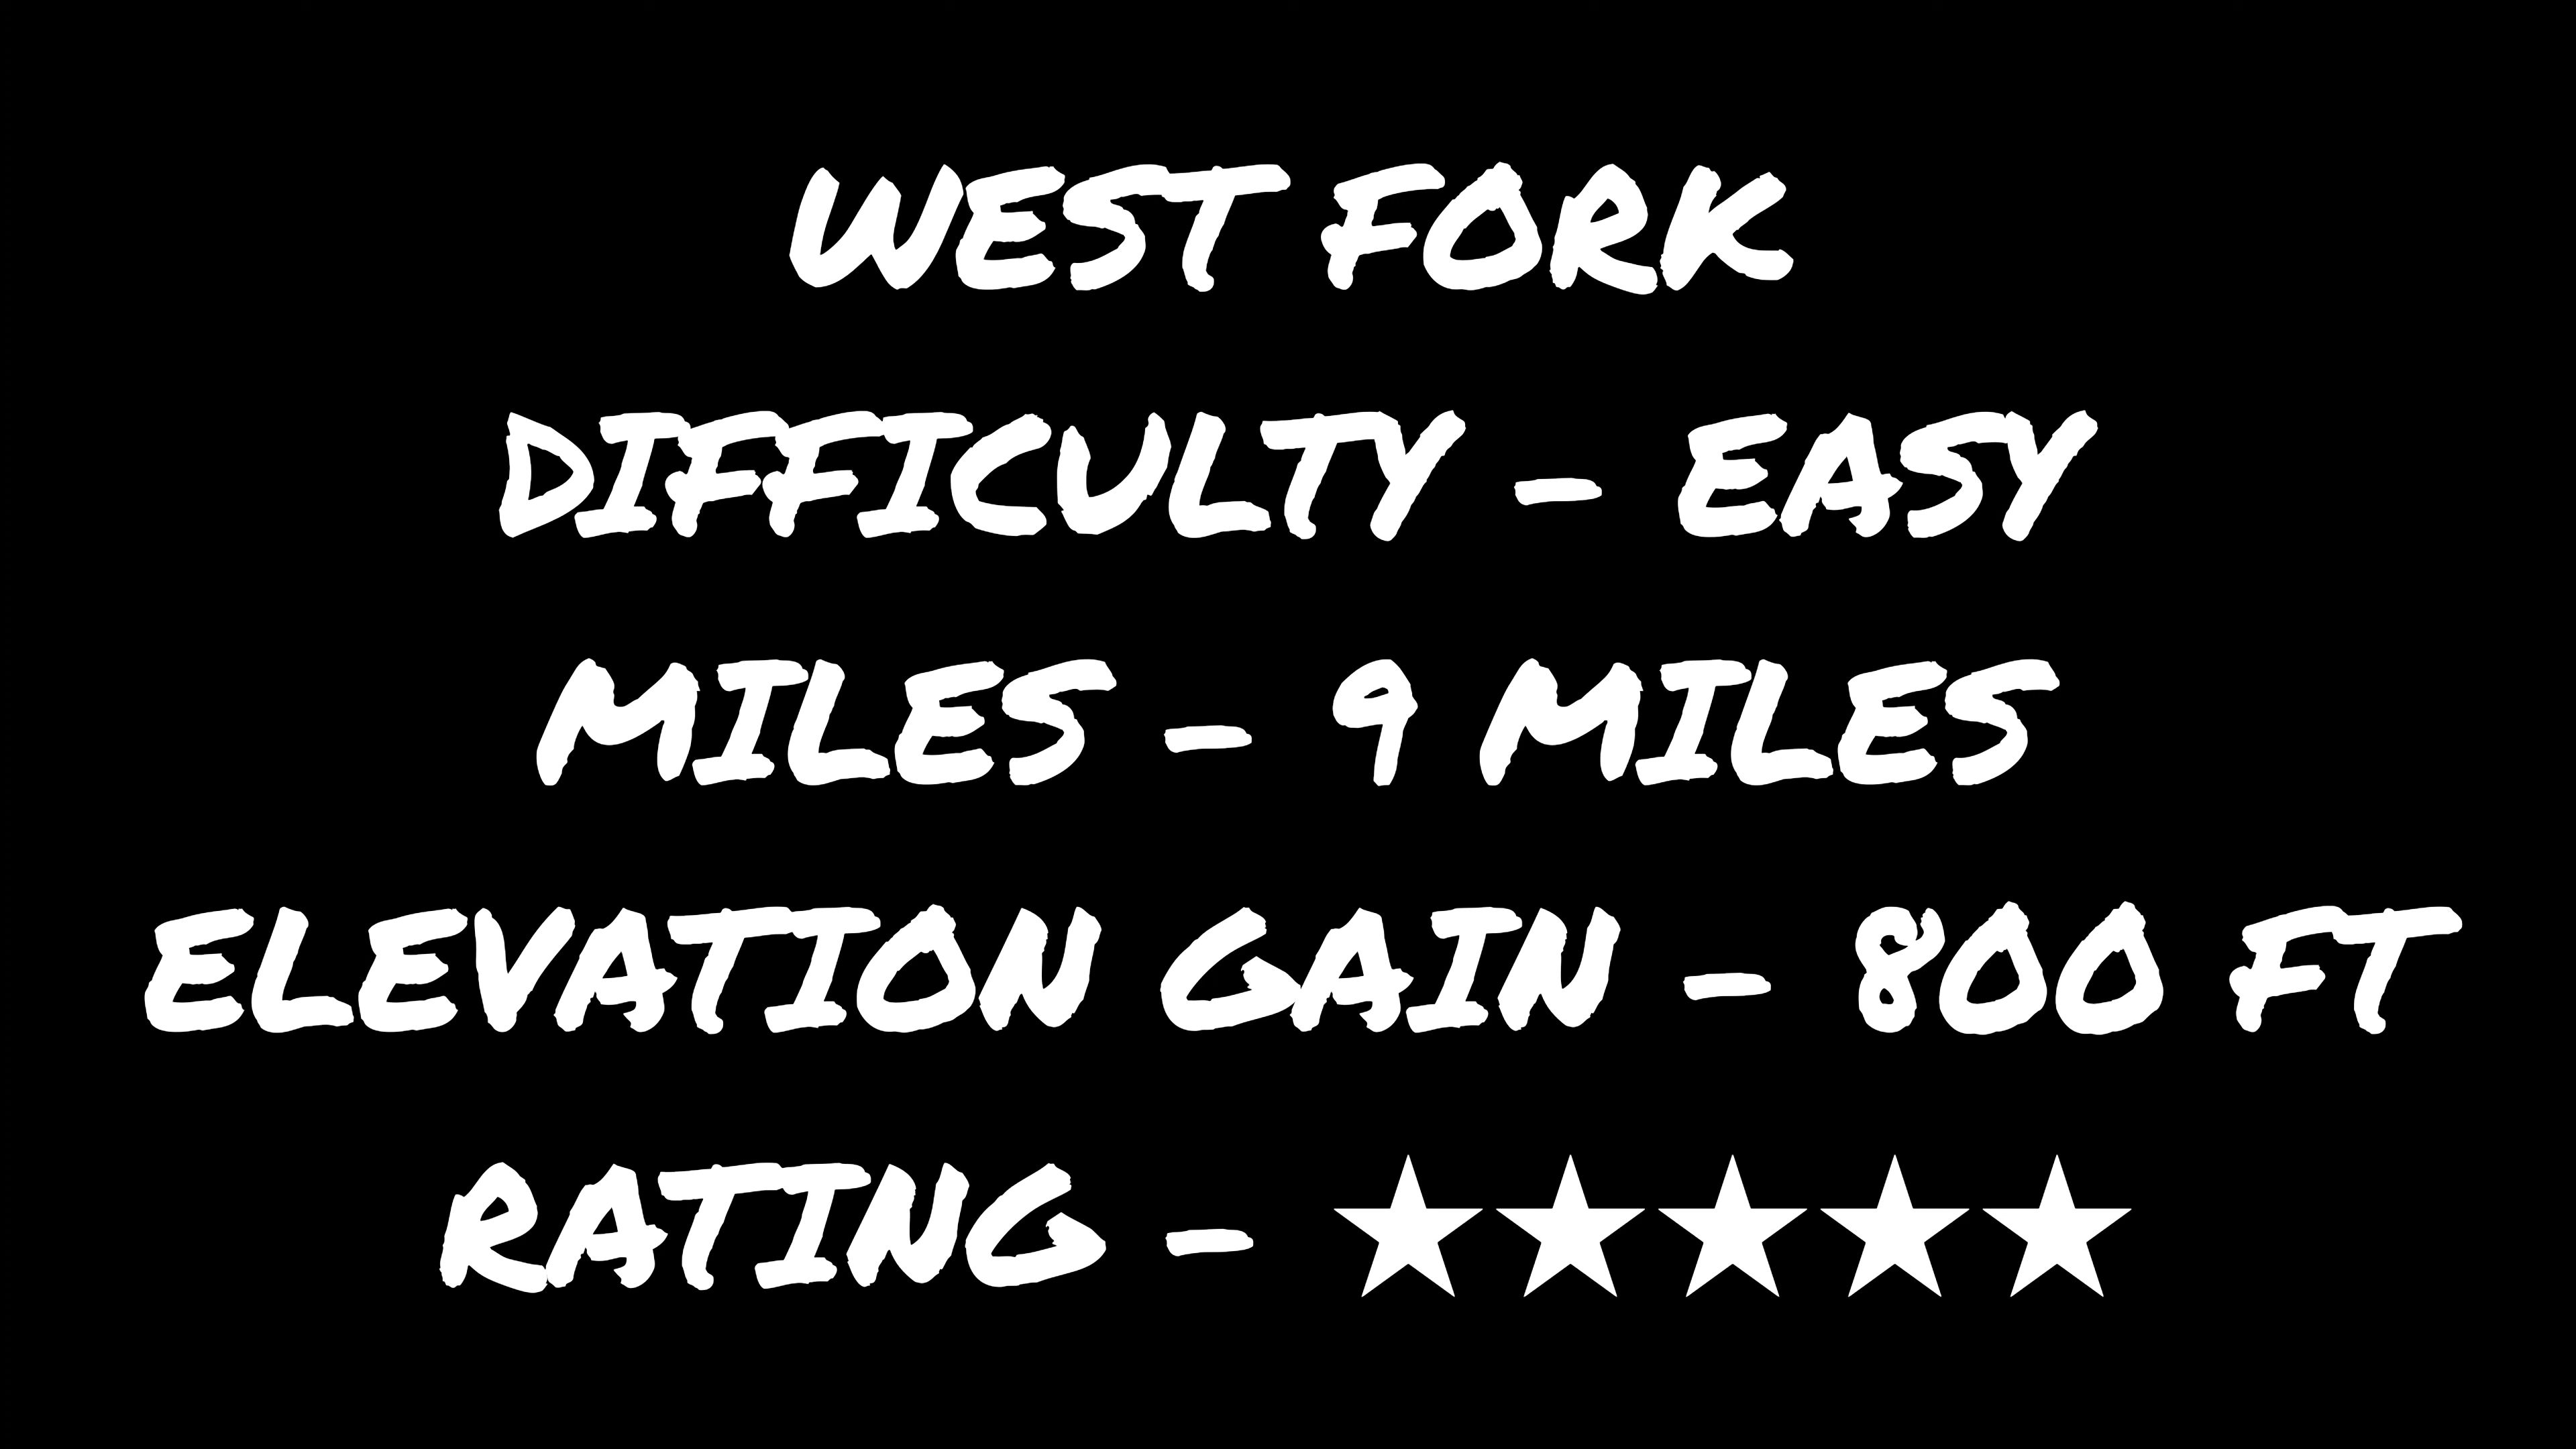 WEST FORK
DIFFICULTY - EASY
MILES - 9 MILES
ELEVATION GAIN - 800 FT
RATING - ★★★★★